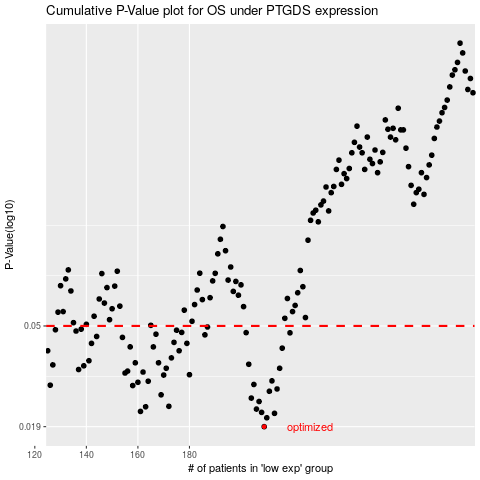 Cumulative P-Value plot for OS under PTGDS expression
P-Value(log10)
0.05
0.019
optimized
120 140 160 180
# of patients in 'low exp' group